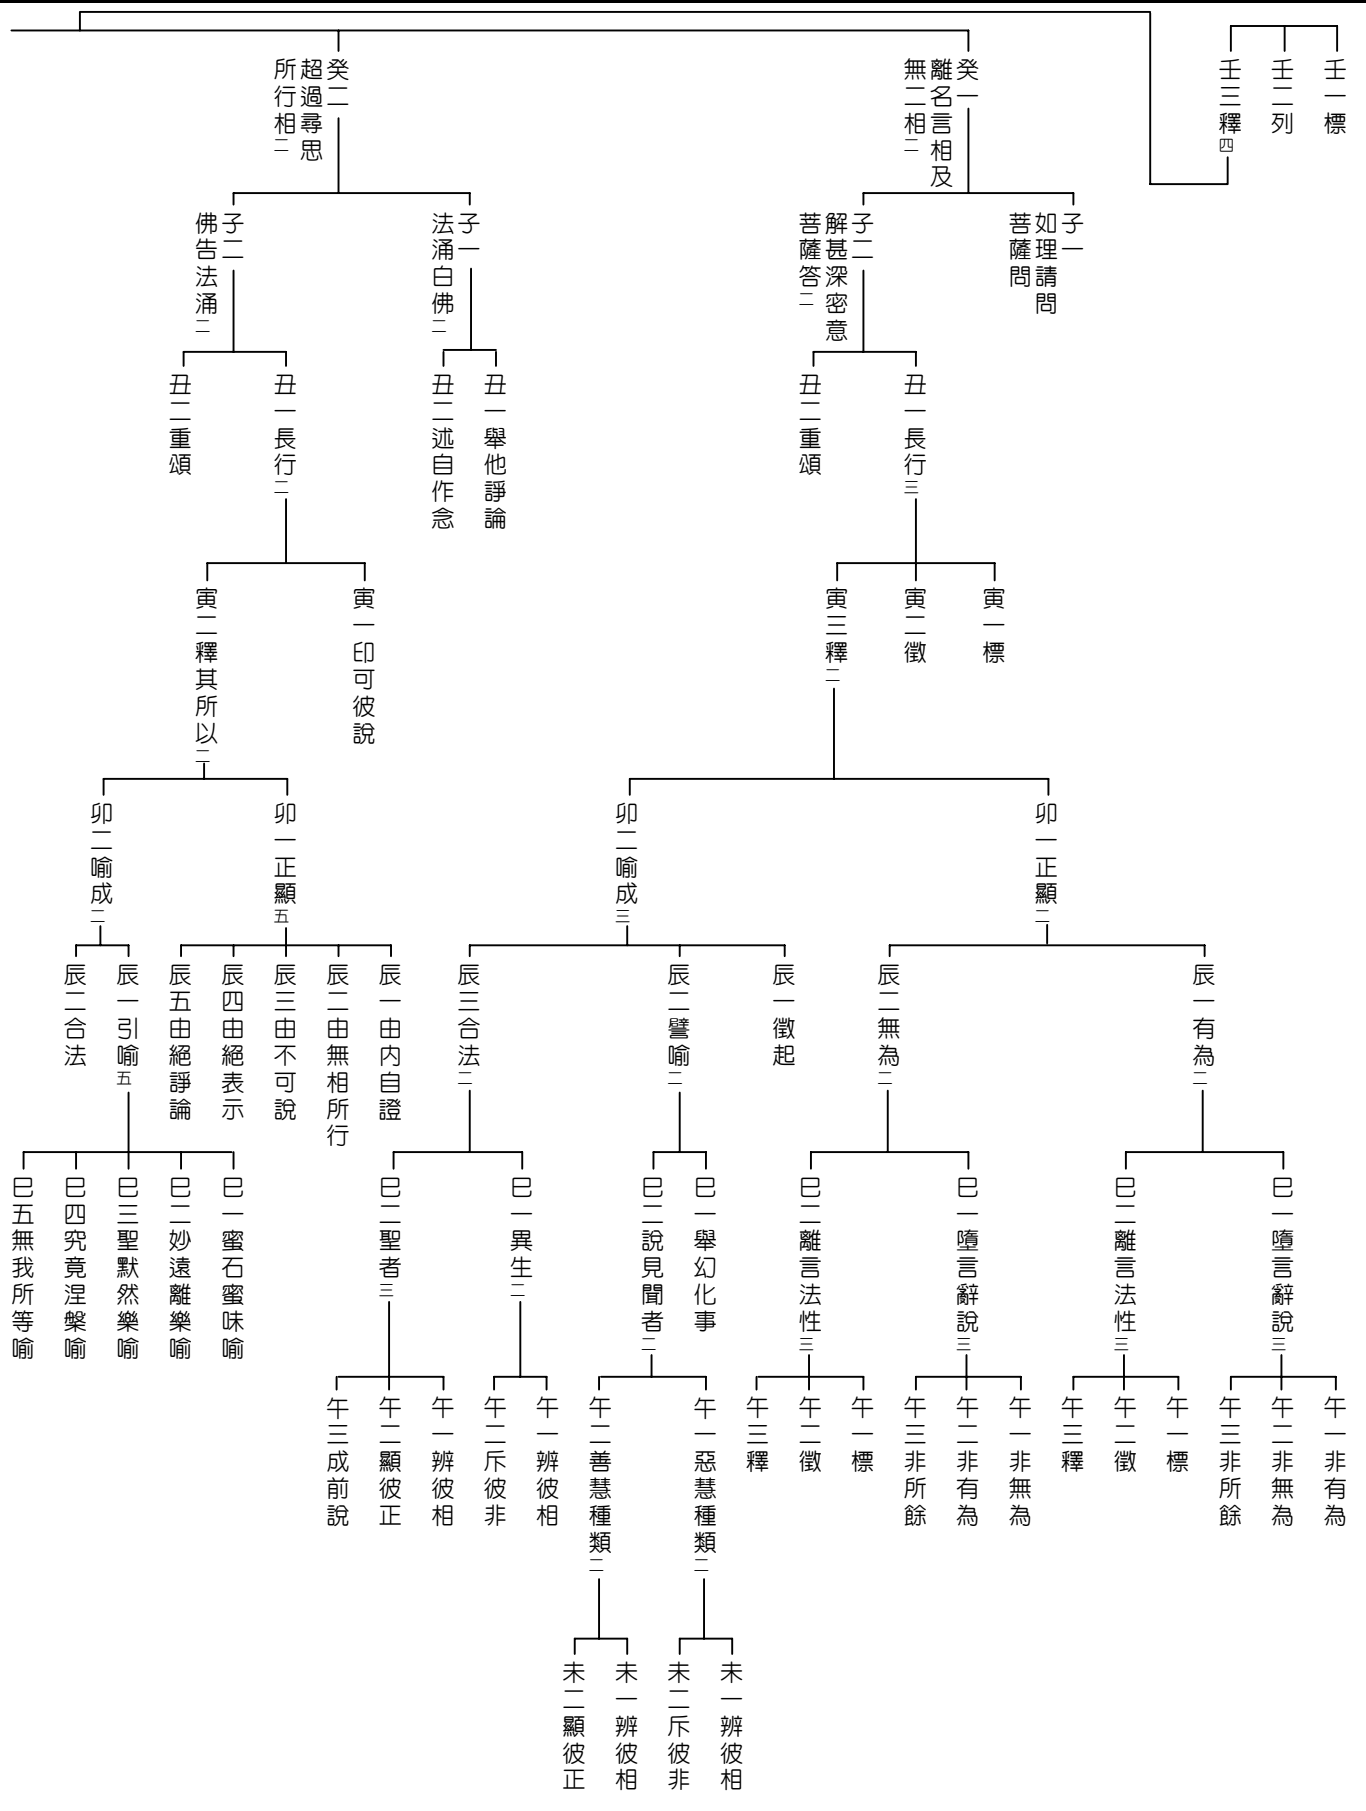 壬一標
壬二列
壬三釋四
癸一
離名言相及
無二相二
癸二
超過尋思
所行相二
子一
如理請問
菩薩問
子二
解甚深密意
菩薩答二
子一
法涌白佛二
子二
佛告法涌二
丑一長行三
丑二重頌
丑一舉他諍論
丑二述自作念
丑一長行二
丑二重頌
寅一標
寅二徵
寅三釋二
寅一印可彼說
寅二釋其所以二
卯一正顯二
卯二喻成三
卯一正顯五
卯二喻成二
辰一有為二
辰二無為二
辰一徵起
辰二譬喻二
辰三合法二
辰一由內自證
辰二由無相所行
辰三由不可說
辰四由絕表示
辰五由絕諍論
辰一引喻五
辰二合法
巳一墮言辭說三
巳二離言法性三
巳一墮言辭說三
巳二離言法性三
巳一舉幻化事
巳二說見聞者二
巳一異生二
巳二聖者三
巳一蜜石蜜味喻
巳二妙遠離樂喻
巳三聖默然樂喻
巳四究竟涅槃喻
巳五無我所等喻
午一非有為
午二非無為
午三非所餘
午一標
午二徵
午三釋
午一非無為
午二非有為
午三非所餘
午一標
午二徵
午三釋
午一惡慧種類二
午二善慧種類二
午一辨彼相
午二斥彼非
午一辨彼相
午二顯彼正
午三成前說
未一辨彼相
未二斥彼非
未一辨彼相
未二顯彼正